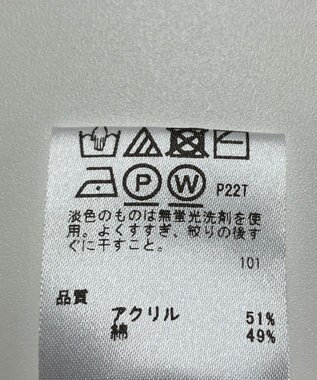 P W P22T
淡色のものは無蛍光洗剤を使
用。よくすすぎ、絞りの後す
ぐに干すこと。
101
品質
アクリル 51%
綿 49%